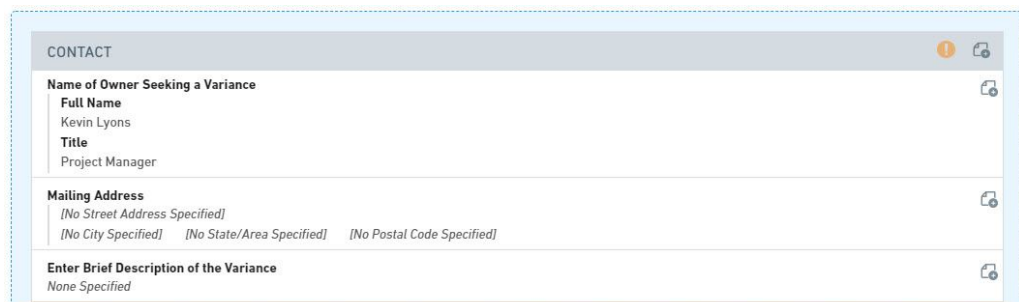 CONTACT
Name of Owner Seeking a Variance
Full Name
Kevin Lyons
Title
Project Manager
Mailing Address
[No Street Address Specified]
[No City Specified] [No State/Area Specified] [No Postal Code Specified]
Enter Brief Description of the Variance
None Specified